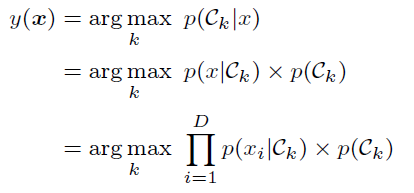 y(𝒙) = arg max_k p(𝒞_k|x)
= arg max_k p(x|𝒞_k) × p(𝒞_k)
= arg max_k ∏_{i=1}^{D} p(x_i|𝒞_k) × p(𝒞_k)